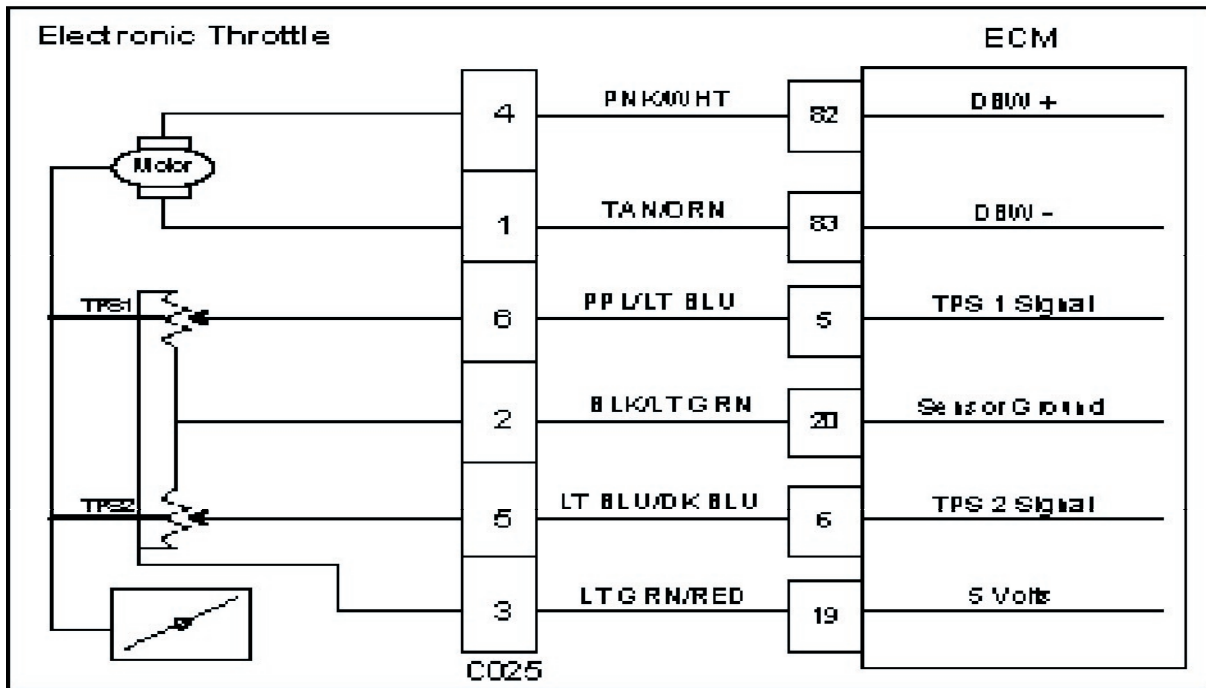 Electronic Throttle
ECM
4
PNK/WHT
82
DBW +
Motor
1
TAN/ORN
83
DBW -
TPS1
6
PPL/LT BLU
5
TPS 1 Signal
2
BLK/LT GRN
20
Sensor Ground
TPS2
5
LT BLU/DK BLU
6
TPS 2 Signal
3
LT GRN/RED
19
5 Volts
C025